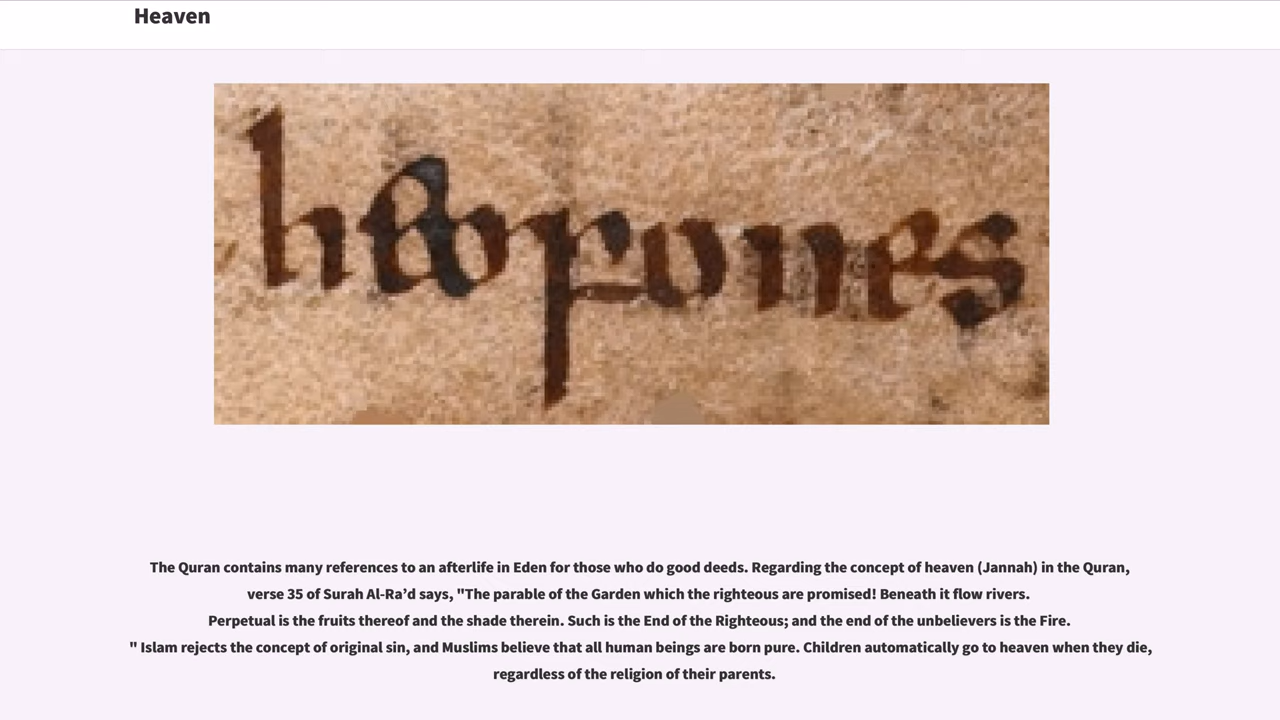 Heaven
heofones
The Quran contains many references to an afterlife in Eden for those who do good deeds. Regarding the concept of heaven (Jannah) in the Quran,
verse 35 of Surah Al-Ra’d says, "The parable of the Garden which the righteous are promised! Beneath it flow rivers.
Perpetual is the fruits thereof and the shade therein. Such is the End of the Righteous; and the end of the unbelievers is the Fire.
" Islam rejects the concept of original sin, and Muslims believe that all human beings are born pure. Children automatically go to heaven when they die,
regardless of the religion of their parents.